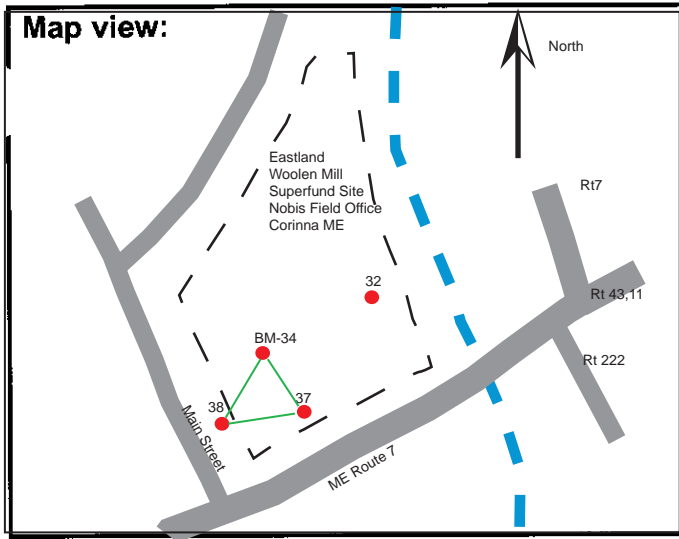 Map view:
North
Eastland
Woolen Mill
Superfund Site
Nobis Field Office
Corinna ME
Rt7
32
Rt 43,11
BM-34
Rt 222
37
38
Main Street
ME Route 7